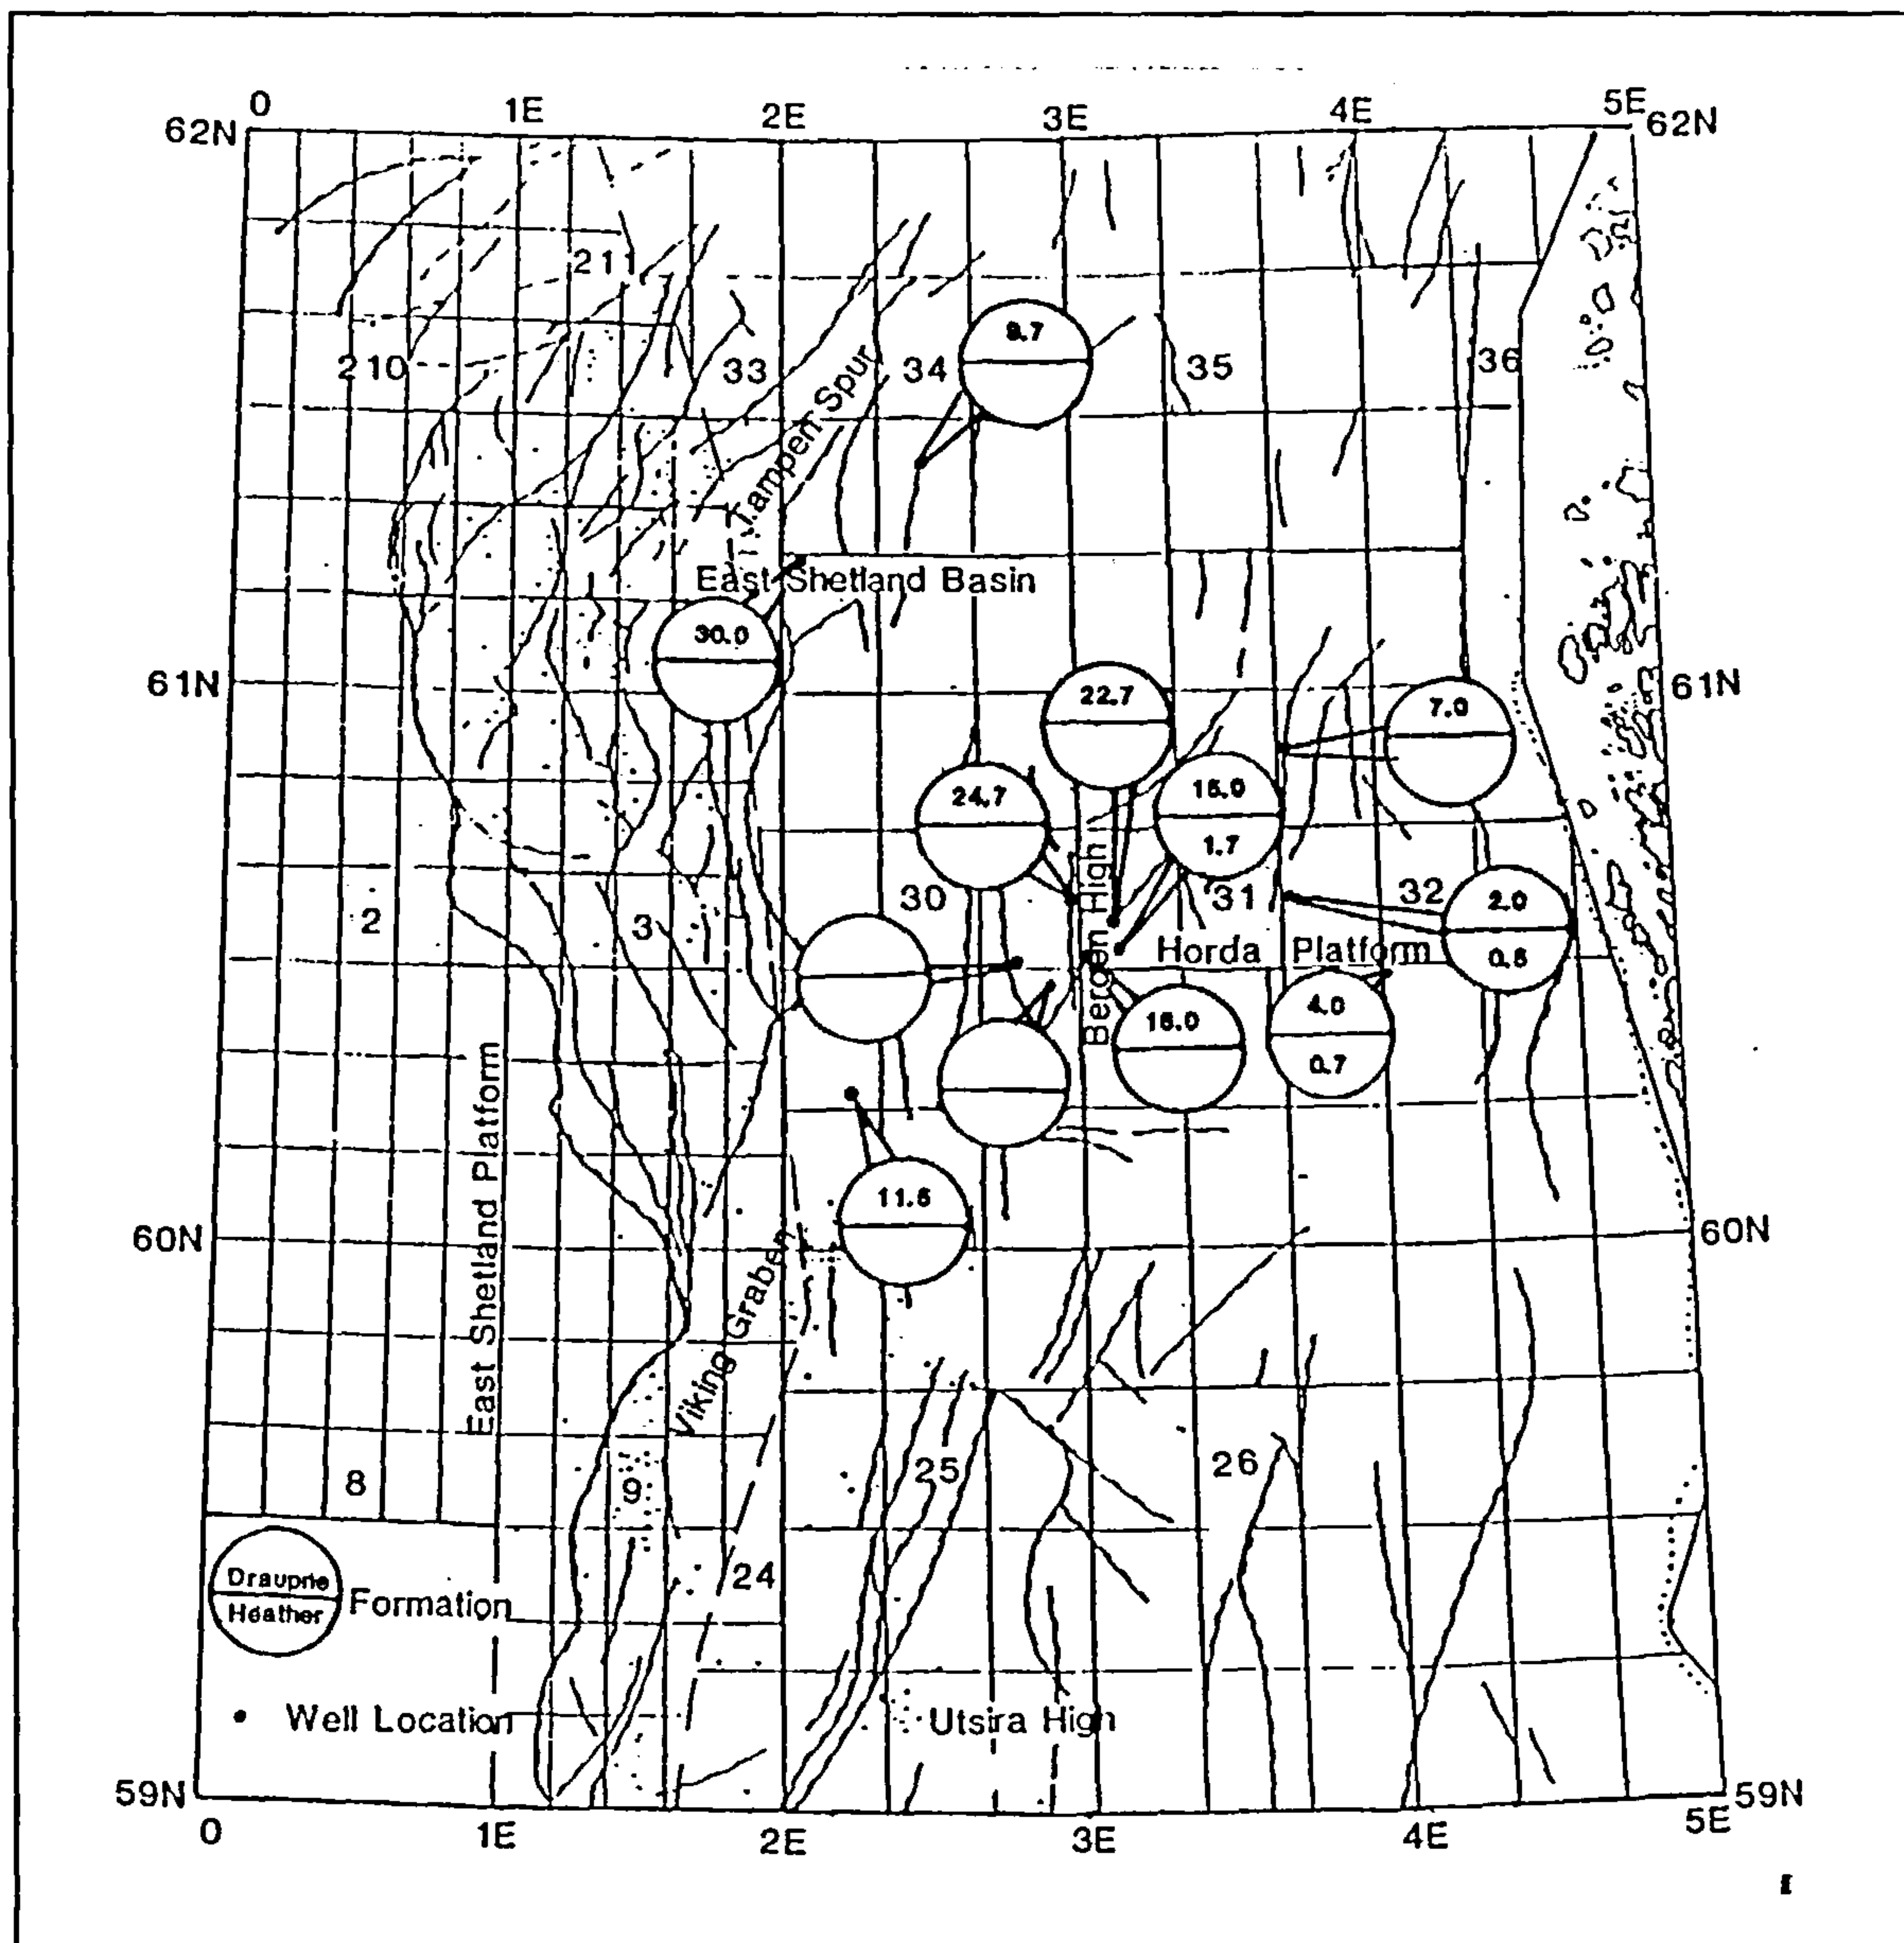 0 1E 2E 3E 4E 5E
62N 62N
211
210 33 34 9.7 35 36
Tampen Spur
East Shetland Basin
30.0
61N 61N
22.7 7.0
24.7 15.0
1.7
2 3 30 31 32 2.0
0.5
Bergen High
Horda Platform
4.0
16.0
0.7
East Shetland Platform
11.5
60N 60N
Viking Graben
8 9 25 26
24
Draupne
Heather
Formation
Well Location
Utsira High
59N 59N
0 1E 2E 3E 4E 5E